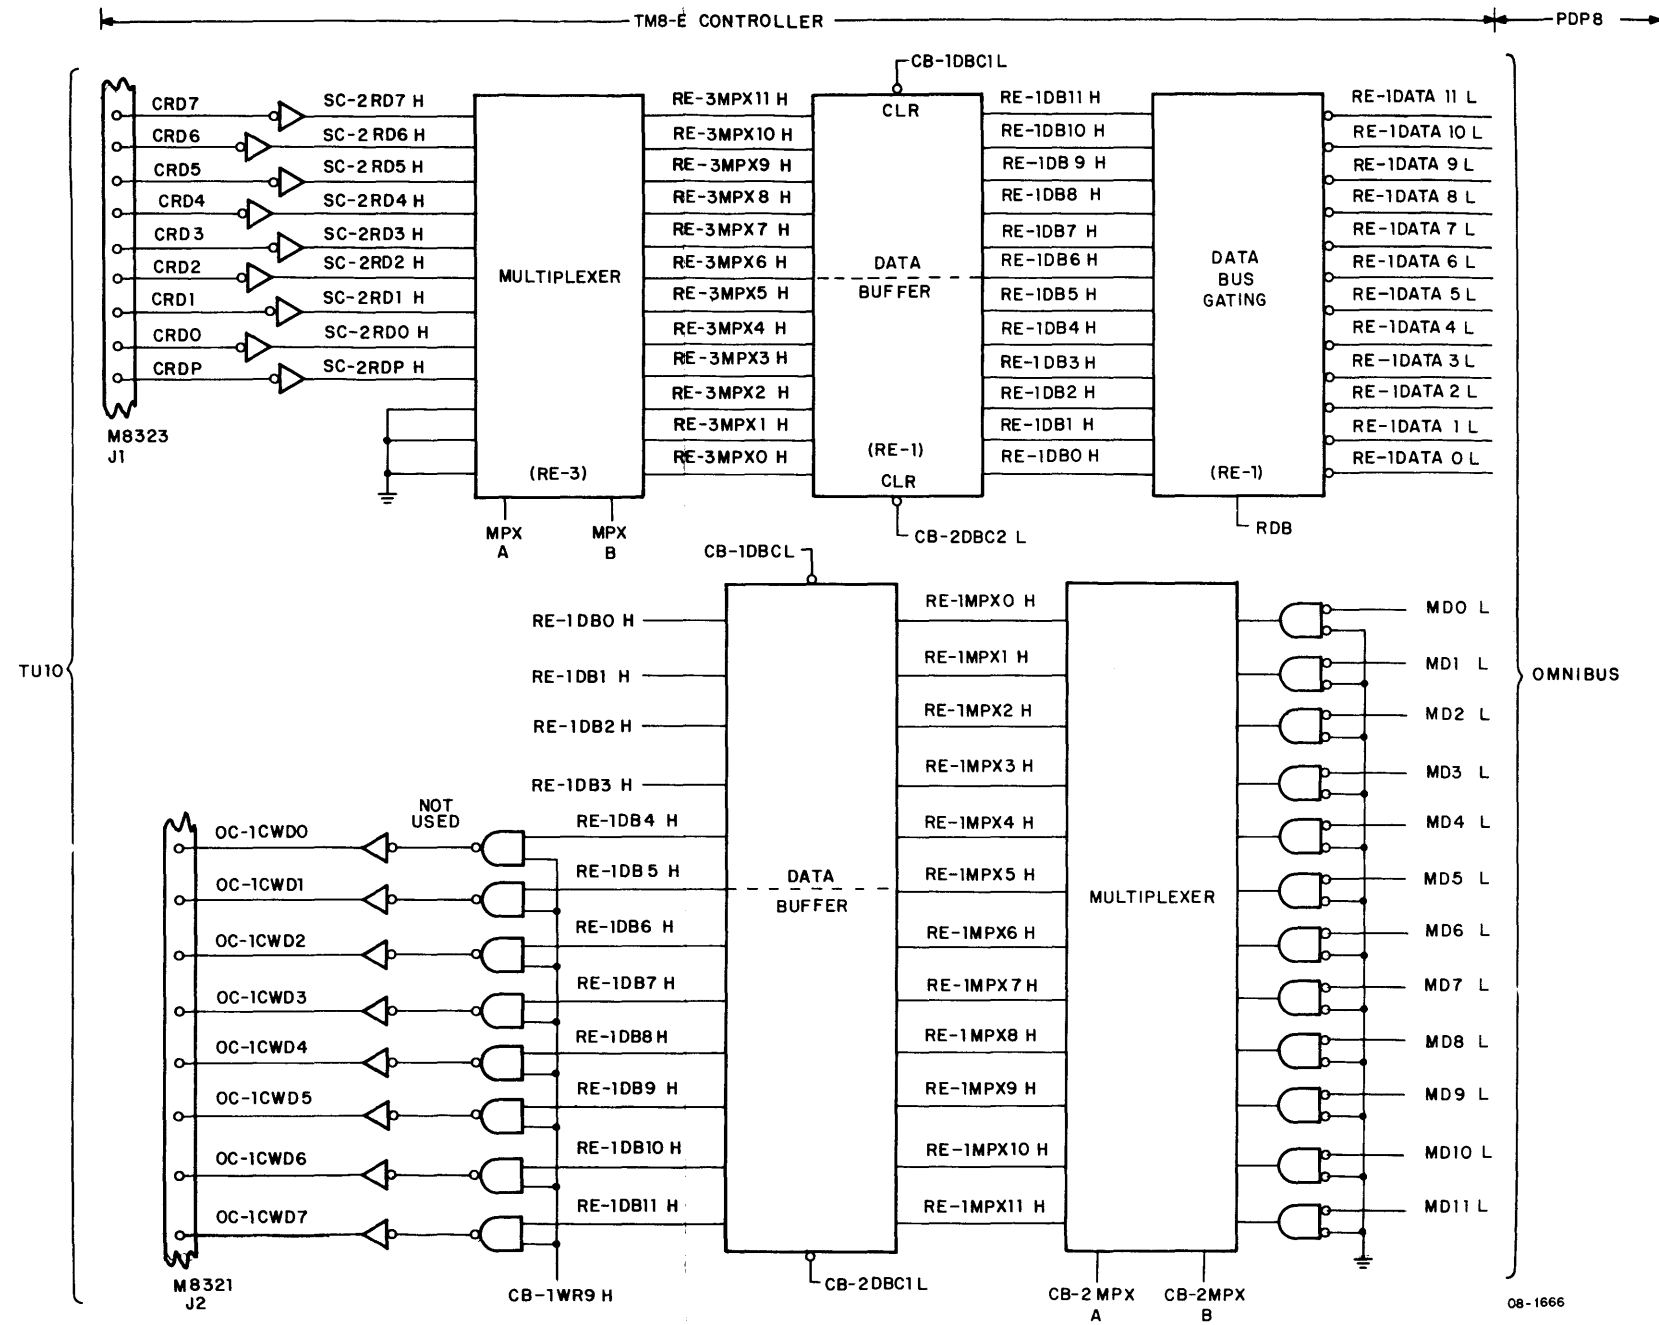 TM8-E CONTROLLER
PDP8
CB-1DBC1L
CRD7
SC-2RD7 H
RE-3MPX11 H
CLR
RE-1DB11 H
RE-1DATA 11 L
CRD6
SC-2RD6 H
RE-3MPX10 H
RE-1DB10 H
RE-1DATA 10 L
CRD5
SC-2RD5 H
RE-3MPX9 H
RE-1DB9 H
RE-1DATA 9 L
CRD4
SC-2RD4 H
RE-3MPX8 H
RE-1DB8 H
RE-1DATA 8 L
CRD3
SC-2RD3 H
RE-3MPX7 H
RE-1DB7 H
RE-1DATA 7 L
CRD2
SC-2RD2 H
MULTIPLEXER
RE-3MPX6 H
DATA
BUFFER
RE-1DB6 H
DATA
BUS
GATING
RE-1DATA 6 L
CRD1
SC-2RD1 H
RE-3MPX5 H
RE-1DB5 H
RE-1DATA 5 L
CRD0
SC-2RD0 H
RE-3MPX4 H
RE-1DB4 H
RE-1DATA 4 L
CRDP
SC-2RDP H
RE-3MPX3 H
RE-1DB3 H
RE-1DATA 3 L
RE-3MPX2 H
RE-1DB2 H
RE-1DATA 2 L
M8323
J1
RE-3MPX1 H
RE-1DB1 H
RE-1DATA 1 L
(RE-3)
RE-3MPX0 H
(RE-1)
CLR
RE-1DB0 H
(RE-1)
RE-1DATA 0 L
MPX
A
MPX
B
CB-2DBC2 L
RDB
CB-1DBCL
RE-1DB0 H
RE-1MPX0 H
MD0 L
TU10
RE-1DB1 H
RE-1MPX1 H
MD1 L
OMNIBUS
RE-1DB2 H
RE-1MPX2 H
MD2 L
RE-1DB3 H
RE-1MPX3 H
MD3 L
NOT
USED
OC-1CWD0
RE-1DB4 H
RE-1MPX4 H
MD4 L
OC-1CWD1
RE-1DB5 H
DATA
BUFFER
RE-1MPX5 H
MULTIPLEXER
MD5 L
OC-1CWD2
RE-1DB6 H
RE-1MPX6 H
MD6 L
OC-1CWD3
RE-1DB7 H
RE-1MPX7 H
MD7 L
OC-1CWD4
RE-1DB8 H
RE-1MPX8 H
MD8 L
OC-1CWD5
RE-1DB9 H
RE-1MPX9 H
MD9 L
OC-1CWD6
RE-1DB10 H
RE-1MPX10 H
MD10 L
OC-1CWD7
RE-1DB11 H
RE-1MPX11 H
MD11 L
M8321
J2
CB-1WR9 H
CB-2DBC1L
CB-2MPX
A
CB-2MPX
B
08-1666